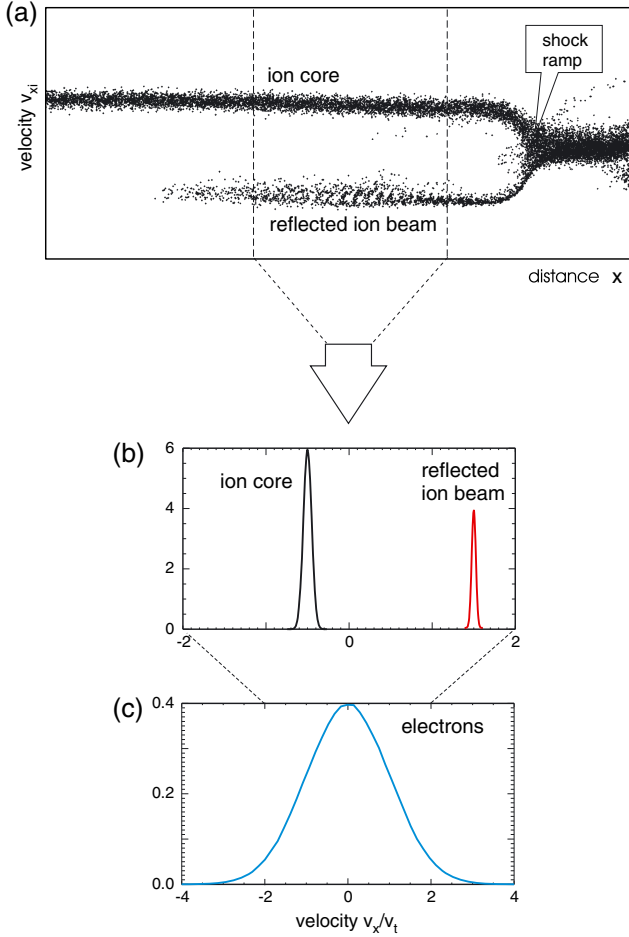 (a)
shock
ramp
ion core
velocity v_xi
reflected ion beam
distance x
(b)
6
4
2
0
ion core
reflected
ion beam
-2
0
2
(c)
0.4
0.2
0.0
electrons
-4
-2
0
2
4
velocity v_x/v_t